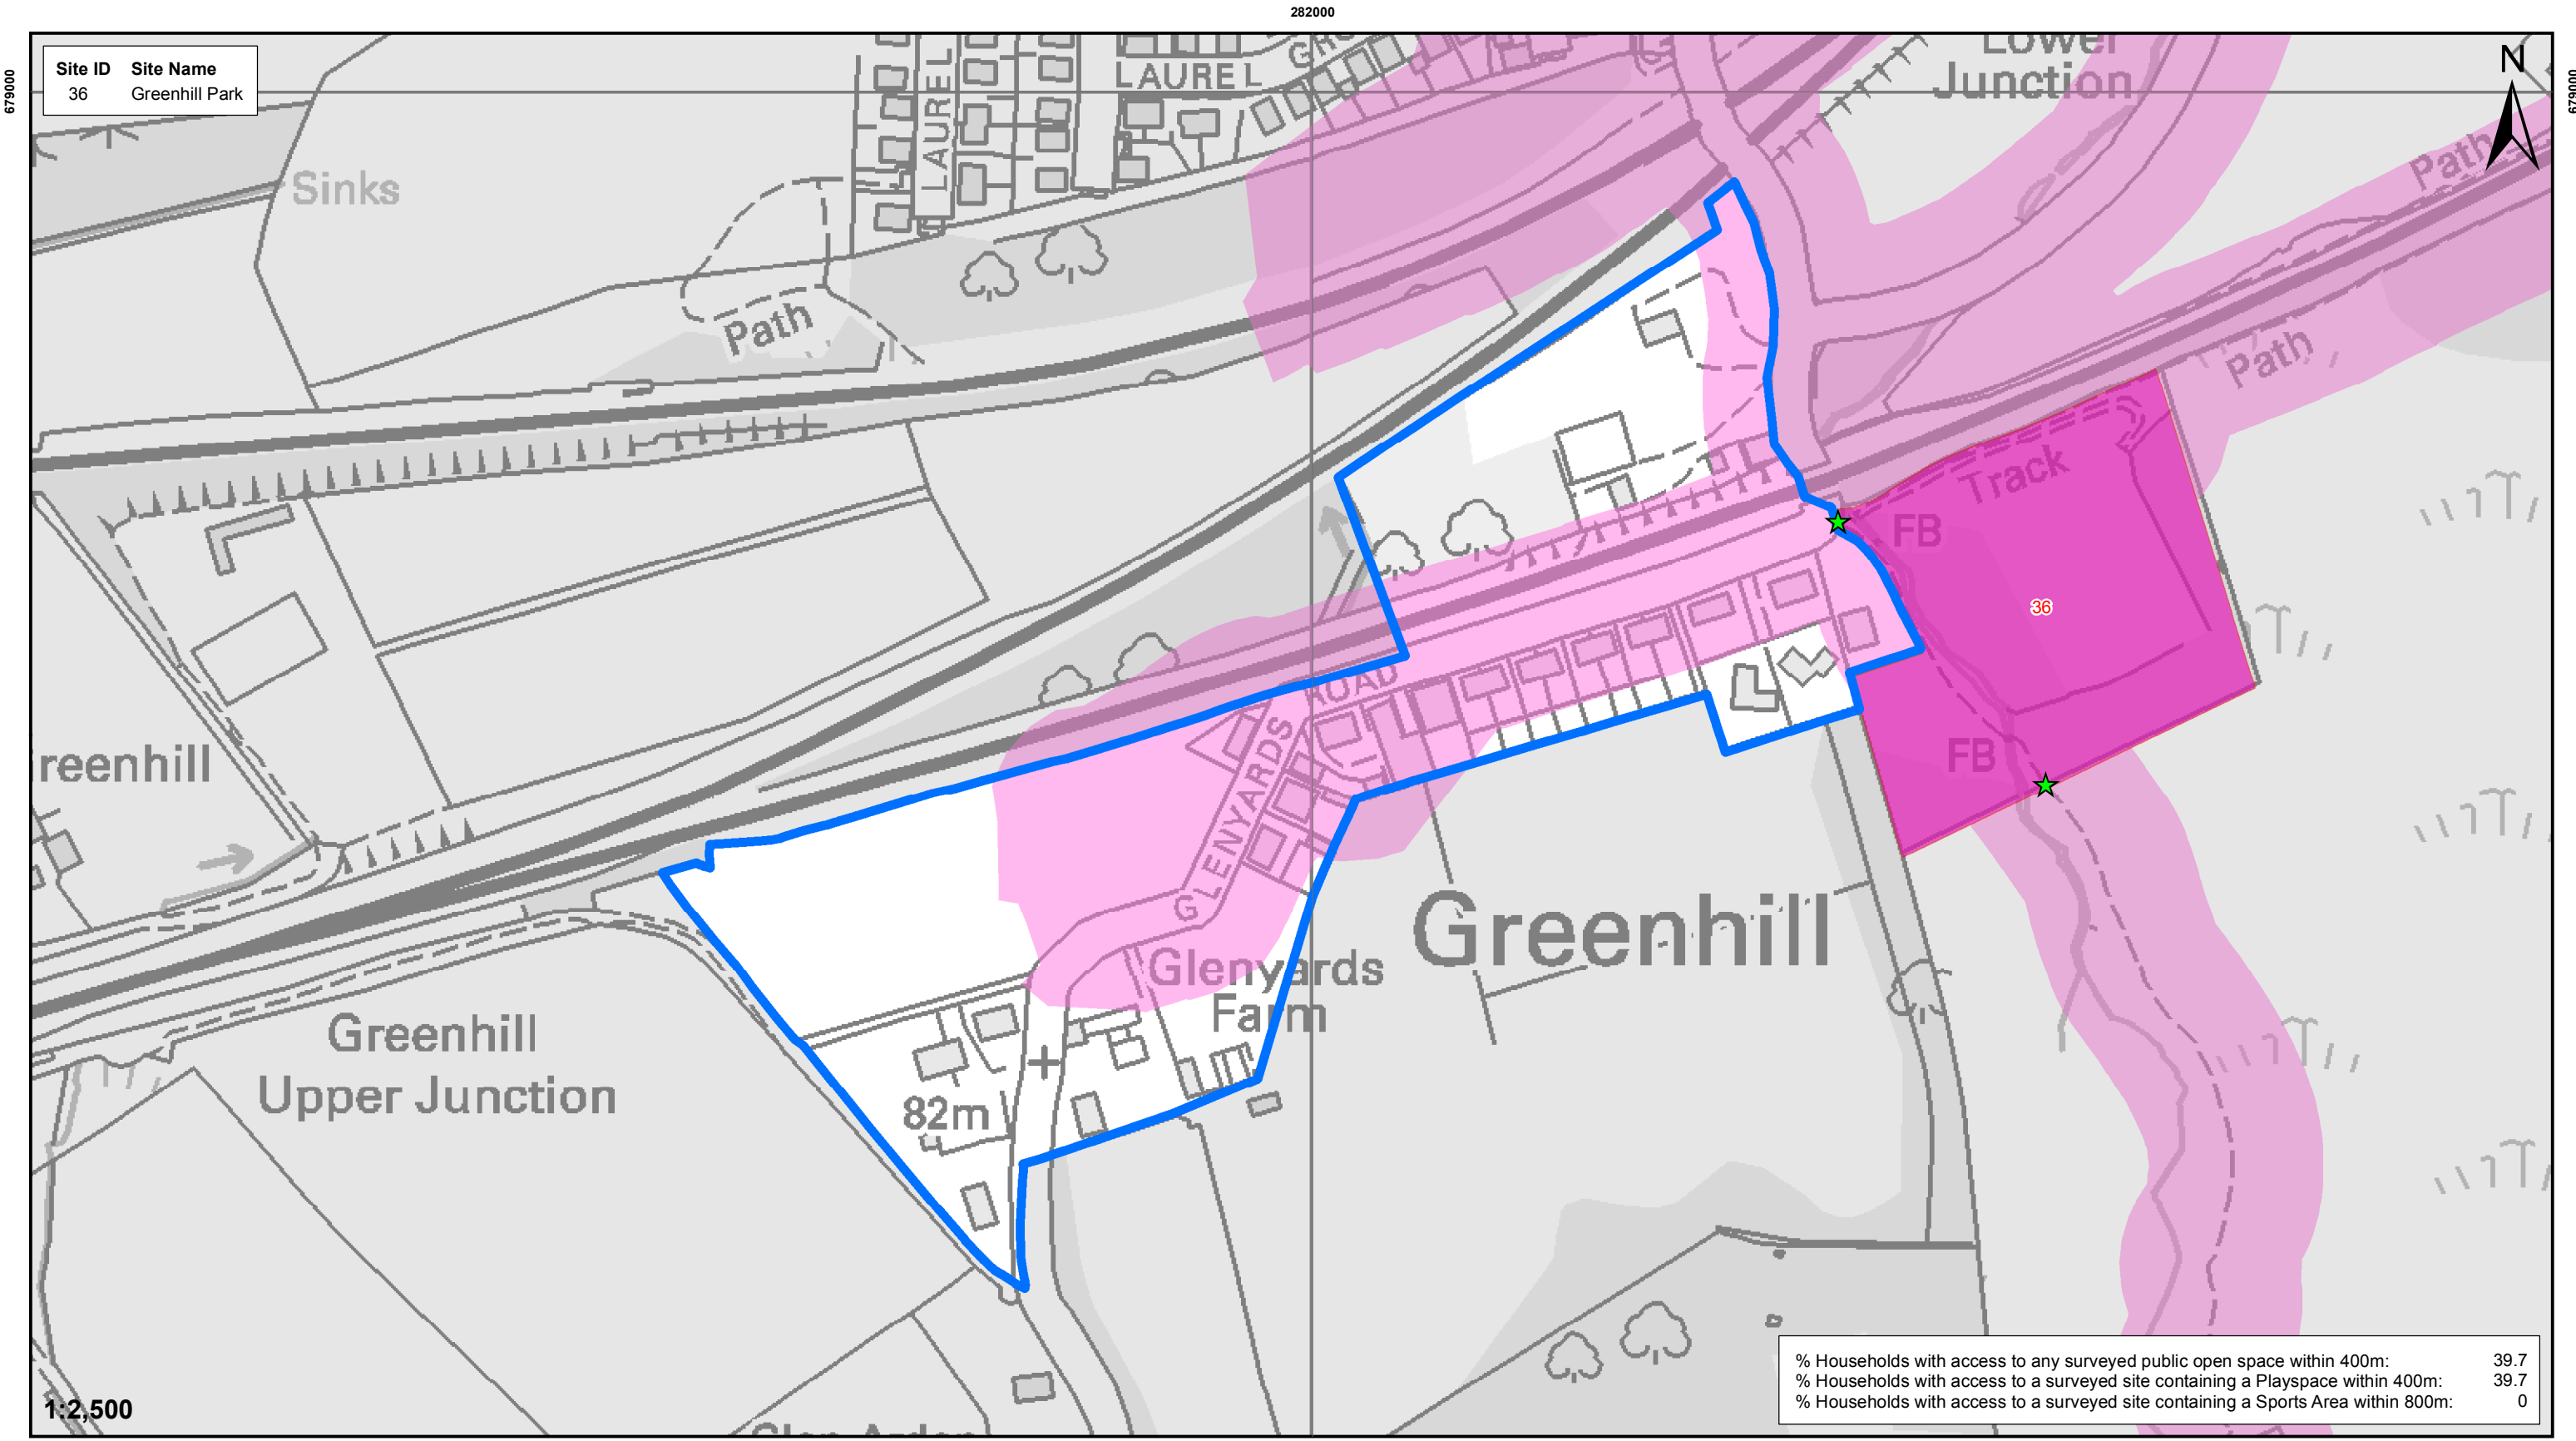 282000
679000
679000
Site ID Site Name
36 Greenhill Park
N
LAUREL
LAUREL
Lower
Junction
Sinks
Path
Path
Path
Track
FB
36
FB
ROAD
GLENYARDS
reenhill
Greenhill
Glenyards
Farm
Greenhill
Upper Junction
82m
1:2,500
% Households with access to any surveyed public open space within 400m: 39.7
% Households with access to a surveyed site containing a Playspace within 400m: 39.7
% Households with access to a surveyed site containing a Sports Area within 800m: 0